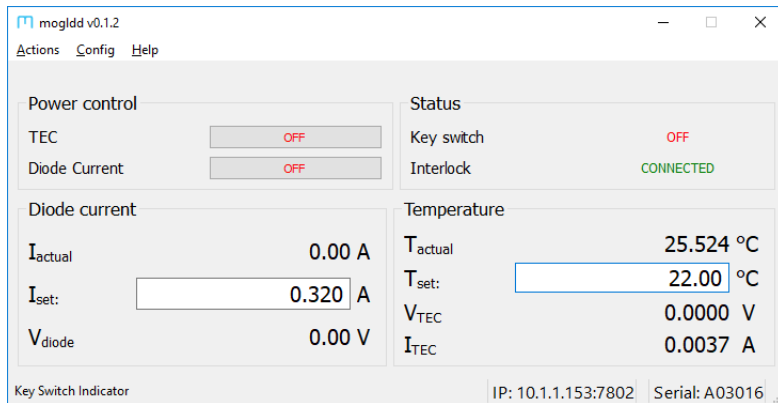 mogldd v0.1.2
Actions Config Help
Power control
TEC OFF
Diode Current OFF
Status
Key switch OFF
Interlock CONNECTED
Diode current
Iactual 0.00 A
Iset: 0.320 A
Vdiode 0.00 V
Temperature
Tactual 25.524 °C
Tset: 22.00 °C
VTEC 0.0000 V
ITEC 0.0037 A
Key Switch Indicator IP: 10.1.1.153:7802 Serial: A03016